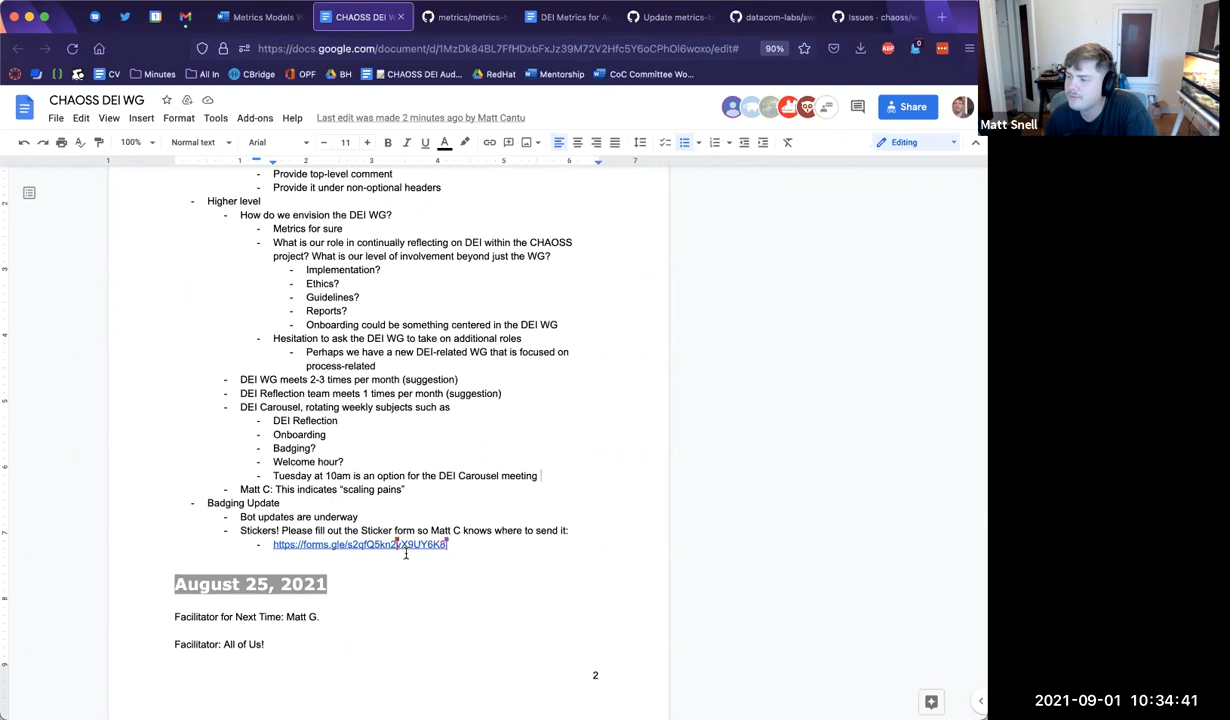 Metrics Models W
CHAOSS DEI W
metrics/metrics-t
DEI Metrics for A
Update metrics-t
datacom-labs/aw
Issues · chaoss/w
https://docs.google.com/document/d/1MzDk84BL7FfHDxbFxJz39M72V2Hfc5Y6oCPhOl6woxo/edit#
90%
CV
Minutes
All In
CBridge
OPF
BH
CHAOSS DEI Aud...
RedHat
Mentorship
CoC Committee Wo...
CHAOSS DEI WG
File Edit View Insert Format Tools Add-ons Help Last edit was made 2 minutes ago by Matt Cantu
Share
100% Normal text Arial 11 Editing
- Provide top-level comment
- Provide it under non-optional headers
- Higher level
- How do we envision the DEI WG?
- Metrics for sure
- What is our role in continually reflecting on DEI within the CHAOSS
project? What is our level of involvement beyond just the WG?
- Implementation?
- Ethics?
- Guidelines?
- Reports?
- Onboarding could be something centered in the DEI WG
- Hesitation to ask the DEI WG to take on additional roles
- Perhaps we have a new DEI-related WG that is focused on
process-related
- DEI WG meets 2-3 times per month (suggestion)
- DEI Reflection team meets 1 times per month (suggestion)
- DEI Carousel, rotating weekly subjects such as
- DEI Reflection
- Onboarding
- Badging?
- Welcome hour?
- Tuesday at 10am is an option for the DEI Carousel meeting
- Matt C: This indicates “scaling pains”
- Badging Update
- Bot updates are underway
- Stickers! Please fill out the Sticker form so Matt C knows where to send it:
- https://forms.gle/s2qfQ5kn2vX9UY6K8
August 25, 2021
Facilitator for Next Time: Matt G.
Facilitator: All of Us!
2
Matt Snell
2021-09-01 10:34:41